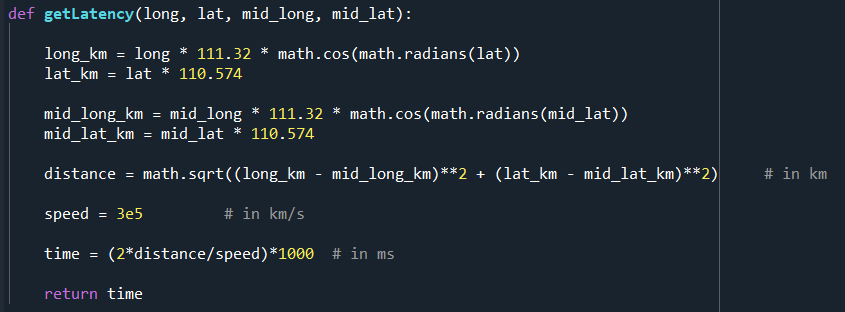 def getLatency(long, lat, mid_long, mid_lat):
long_km = long * 111.32 * math.cos(math.radians(lat))
lat_km = lat * 110.574
mid_long_km = mid_long * 111.32 * math.cos(math.radians(mid_lat))
mid_lat_km = mid_lat * 110.574
distance = math.sqrt((long_km - mid_long_km)**2 + (lat_km - mid_lat_km)**2) # in km
speed = 3e5 # in km/s
time = (2*distance/speed)*1000 # in ms
return time